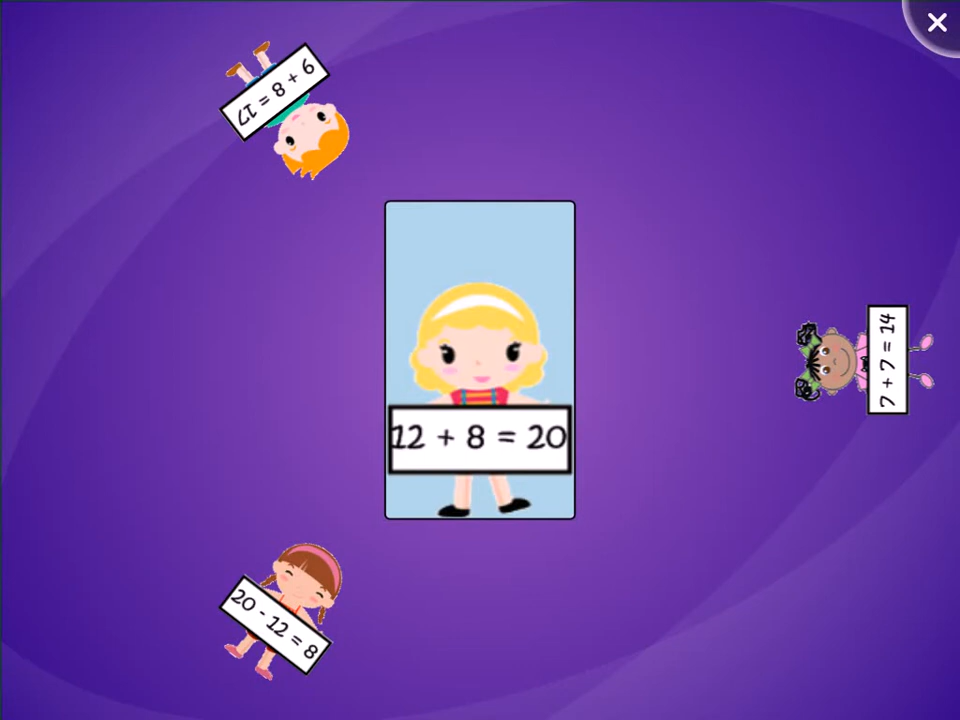 9 + 8 = 17
12 + 8 = 20
7 + 7 = 14
20 - 12 = 8